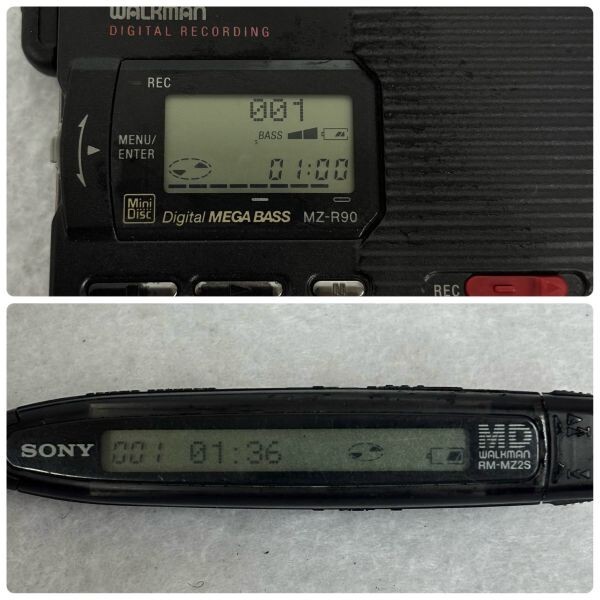 WALKMAN
DIGITAL RECORDING
REC
001
BASS
MENU/
ENTER
01:00
Mini
Disc
Digital MEGA BASS MZ-R90
REC
SONY
001 01:36
MD
WALKMAN
RM-MZ2S